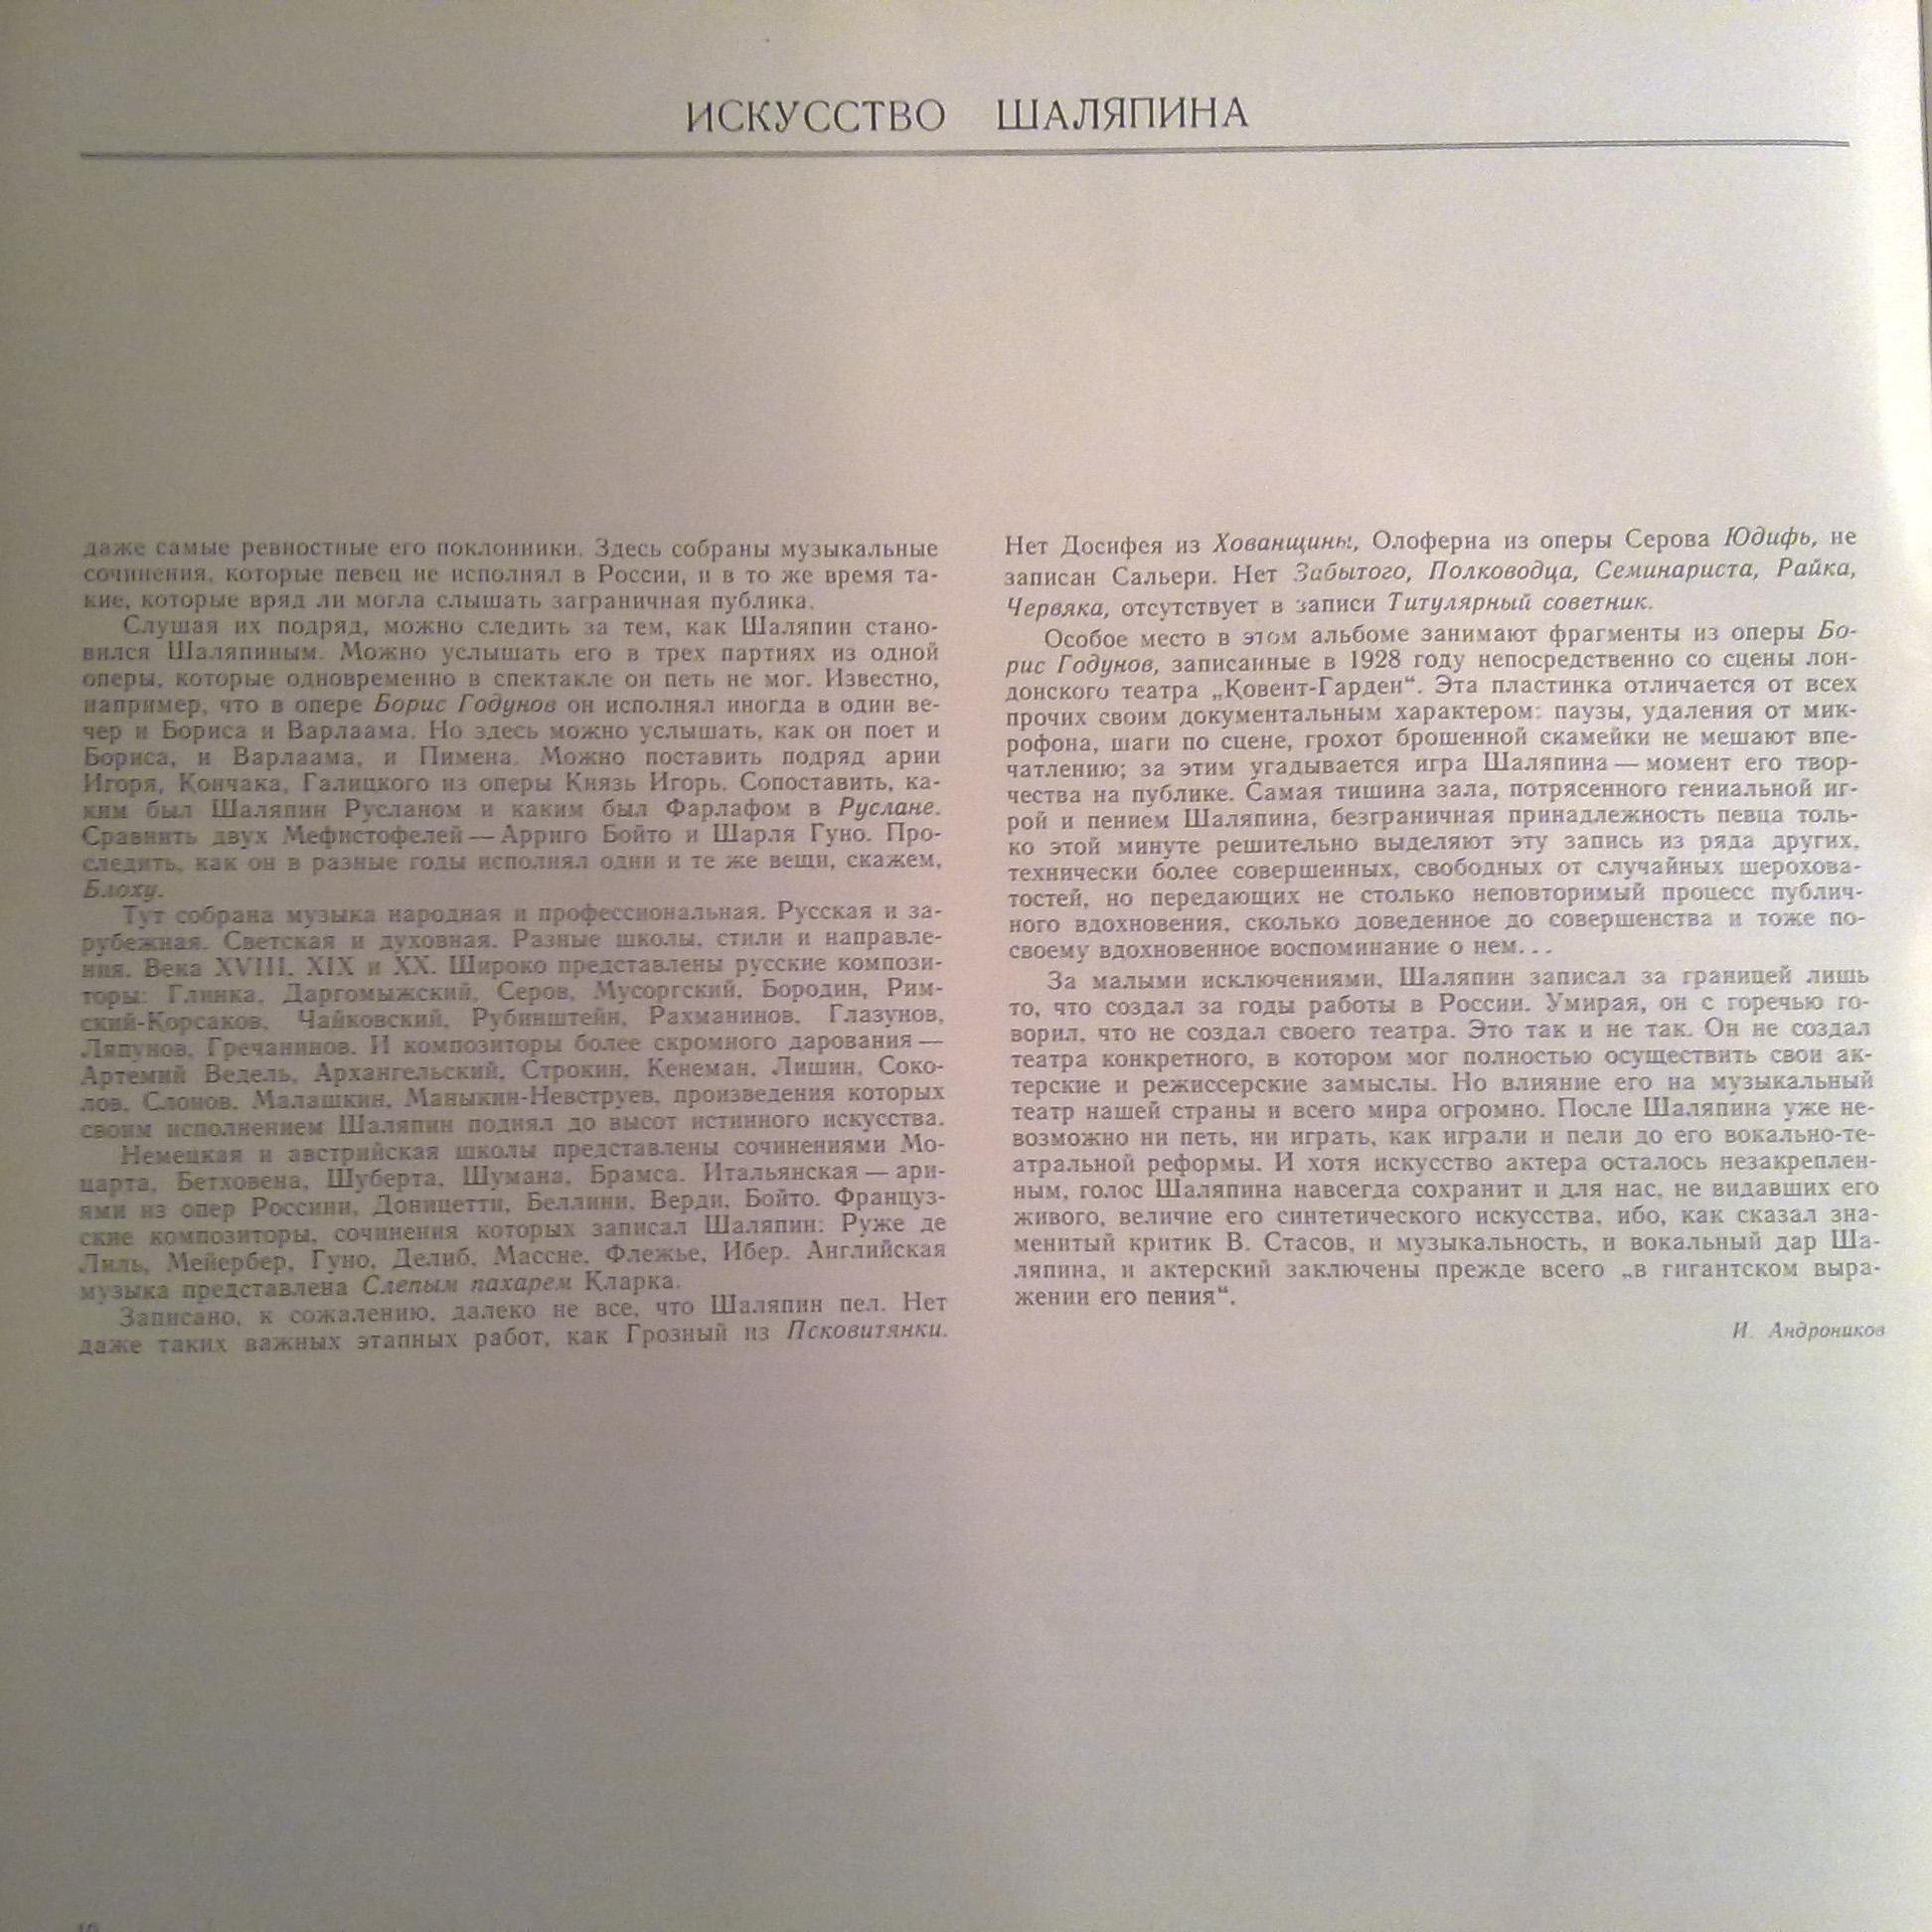 ИСКУССТВО ШАЛЯПИНА
даже самые ревностные его поклонники. Здесь собраны музыкальные
сочинения, которые певец не исполнял в России, и в то же время та-
кие, которые вряд ли могла слышать заграничная публика.
Слушая их подряд, можно следить за тем, как Шаляпин стано-
вился Шаляпиным. Можно услышать его в трех партиях из одной
оперы, которые одновременно в спектакле он петь не мог. Известно,
например, что в опере Борис Годунов он исполнял иногда в один ве-
чер и Бориса и Варлаама. Но здесь можно услышать, как он поет и
Бориса, и Варлаама, и Пимена. Можно поставить подряд арии
Игоря, Кончака, Галицкого из оперы Князь Игорь. Сопоставить, ка-
ким был Шаляпин Русланом и каким был Фарлафом в Руслане.
Сравнить двух Мефистофелей — Арриго Бойто и Шарля Гуно. Про-
следить, как он в разные годы исполнял одни и те же вещи, скажем,
Блоху.
Тут собрана музыка народная и профессиональная. Русская и за-
рубежная. Светская и духовная. Разные школы, стили и направле-
ния. Века XVIII, XIX и XX. Широко представлены русские компози-
торы: Глинка, Даргомыжский, Серов, Мусоргский, Бородин, Рим-
ский-Корсаков, Чайковский, Рубинштейн, Рахманинов, Глазунов,
Ляпунов, Гречанинов. И композиторы более скромного дарования —
Артемий Ведель, Архангельский, Строкин, Кенеман, Лишин, Соко-
лов, Слонов, Малашкин, Маныкин-Невструев, произведения которых
своим исполнением Шаляпин поднял до высот истинного искусства.
Немецкая и австрийская школы представлены сочинениями Мо-
царта, Бетховена, Шуберта, Шумана, Брамса. Итальянская — ари-
ями из опер Россини, Доницетти, Беллини, Верди, Бойто. Француз-
ские композиторы, сочинения которых записал Шаляпин: Руже де
Лиль, Мейербер, Гуно, Делиб, Массне, Флежье, Ибер. Английская
музыка представлена Слепым пахарем Кларка.
Записано, к сожалению, далеко не все, что Шаляпин пел. Нет
даже таких важных этапных работ, как Грозный из Псковитянки.
Нет Досифея из Хованщины, Олоферна из оперы Серова Юдифь, не
записан Сальери. Нет Забытого, Полководца, Семинариста, Райка,
Червяка, отсутствует в записи Титулярный советник.
Особое место в этом альбоме занимают фрагменты из оперы Бо-
рис Годунов, записанные в 1928 году непосредственно со сцены лон-
донского театра „Ковент-Гарден“. Эта пластинка отличается от всех
прочих своим документальным характером: паузы, удаления от мик-
рофона, шаги по сцене, грохот брошенной скамейки не мешают впе-
чатлению; за этим угадывается игра Шаляпина — момент его твор-
чества на публике. Самая тишина зала, потрясенного гениальной иг-
рой и пением Шаляпина, безграничная принадлежность певца толь-
ко этой минуте решительно выделяют эту запись из ряда других,
технически более совершенных, свободных от случайных шерохова-
тостей, но передающих не столько неповторимый процесс публич-
ного вдохновения, сколько доведенное до совершенства и тоже по-
своему вдохновенное воспоминание о нем...
За малыми исключениями, Шаляпин записал за границей лишь
то, что создал за годы работы в России. Умирая, он с горечью го-
ворил, что не создал своего театра. Это так и не так. Он не создал
театра конкретного, в котором мог полностью осуществить свои ак-
терские и режиссерские замыслы. Но влияние его на музыкальный
театр нашей страны и всего мира огромно. После Шаляпина уже не-
возможно ни петь, ни играть, как играли и пели до его вокально-те-
атральной реформы. И хотя искусство актера осталось незакреплен-
ным, голос Шаляпина навсегда сохранит и для нас, не видавших его
живого, величие его синтетического искусства, ибо, как сказал зна-
менитый критик В. Стасов, и музыкальность, и вокальный дар Ша-
ляпина, и актерский заключены прежде всего „в гигантском выра-
жении его пения“.
И. Андроников